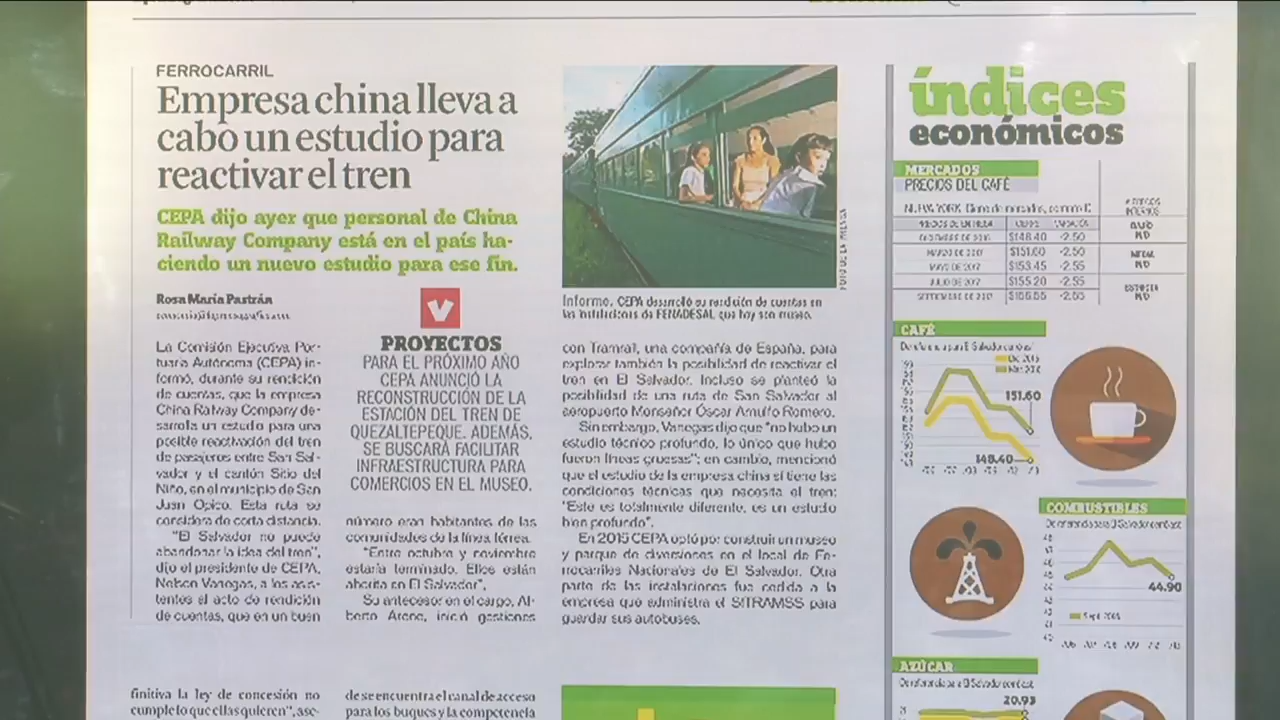 FERROCARRIL
Empresa china lleva a
cabo un estudio para
reactivar el tren
CEPA dijo ayer que personal de China
Railway Company está en el país ha-
ciendo un nuevo estudio para ese fin.
Rosa María Pastrán
La Comisión Ejecutiva Por-
tuaria Autónoma (CEPA) in-
formó, durante su rendición
de cuentas, que la empresa
China Railway Company de-
sarrolla un estudio para una
posible reactivación del tren
de pasajeros entre San Sal-
vador y el cantón Sitio del
Niño, en el municipio de San
Juan Opico. Esta ruta se
considera de corta distancia.
"El Salvador no puede
abandonar la idea del tren",
dijo el presidente de CEPA,
Nelson Vanegas, a los asis-
tentes al acto de rendición
de cuentas, que en un buen
PROYECTOS
PARA EL PRÓXIMO AÑO
CEPA ANUNCIÓ LA
RECONSTRUCCIÓN DE LA
ESTACIÓN DEL TREN DE
QUEZALTEPEQUE. ADEMÁS,
SE BUSCARÁ FACILITAR
INFRAESTRUCTURA PARA
COMERCIOS EN EL MUSEO.
número eran habitantes de las
comunidades de la línea férrea.
"Entre octubre y noviembre
estaría terminado. Ellos están
ahorita en El Salvador",
Su antecesor en el cargo, Al-
berto Arene, inició gestiones
FOTO DE LA PRENSA
Informe. CEPA desarrolló su rendición de cuentas en
las instalaciones de FENADESAL que hoy son museo.
con Tramrail, una compañía de España, para
explorar también la posibilidad de reactivar el
tren en El Salvador. Incluso se planteó la
posibilidad de una ruta de San Salvador al
aeropuerto Monseñor Óscar Arnulfo Romero.
Sin embargo, Vanegas dijo que "no hubo un
estudio técnico profundo, lo único que hubo
fueron líneas gruesas"; en cambio, mencionó
que el estudio de la empresa china sí tiene las
condiciones técnicas que necesita el tren:
"Este es totalmente diferente, es un estudio
bien profundo".
En 2015 CEPA optó por construir un museo
y parque de diversiones en el local de Fe-
rrocarriles Nacionales de El Salvador. Otra
parte de las instalaciones fue cedida a la
empresa que administra el SITRAMSS para
guardar sus autobuses.
finitiva la ley de concesión no
cumple lo que ellas quieren", ase-
de se encuentra el canal de acceso
para los buques y la competencia
índices
económicos
MERCADOS
PRECIOS DEL CAFÉ
$148.40 -2.50
MARZO DE 2017 $151.60 -2.50
MAYO DE 2017 $153.45 -2.55
JULIO DE 2017 $155.20 -2.55
SEPTIEMBRE DE 2017 -2.55
CAFÉ
151.60
148.40
COMBUSTIBLES
44.90
AZÚCAR
20.93